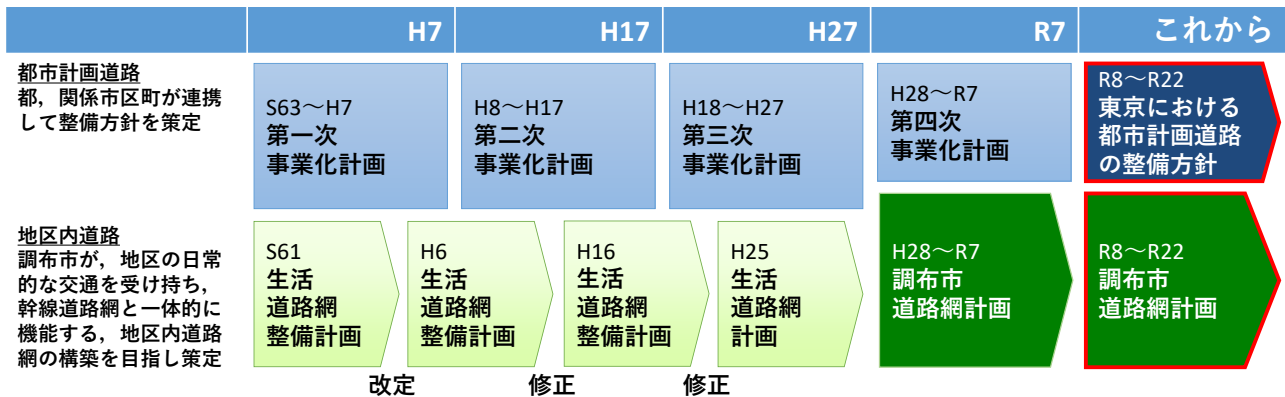 H7
H17
H27
R7
これから
都市計画道路
都，関係市区町が連携
して整備方針を策定
S63～H7
第一次
事業化計画
H8～H17
第二次
事業化計画
H18～H27
第三次
事業化計画
H28～R7
第四次
事業化計画
R8～R22
東京における
都市計画道路
の整備方針
地区内道路
調布市が，地区の日常
的な交通を受け持ち，
幹線道路網と一体的に
機能する，地区内道路
網の構築を目指し策定
S61
生活
道路網
整備計画
H6
生活
道路網
整備計画
H16
生活
道路網
整備計画
H25
生活
道路網
計画
H28～R7
調布市
道路網計画
R8～R22
調布市
道路網計画
改定
修正
修正